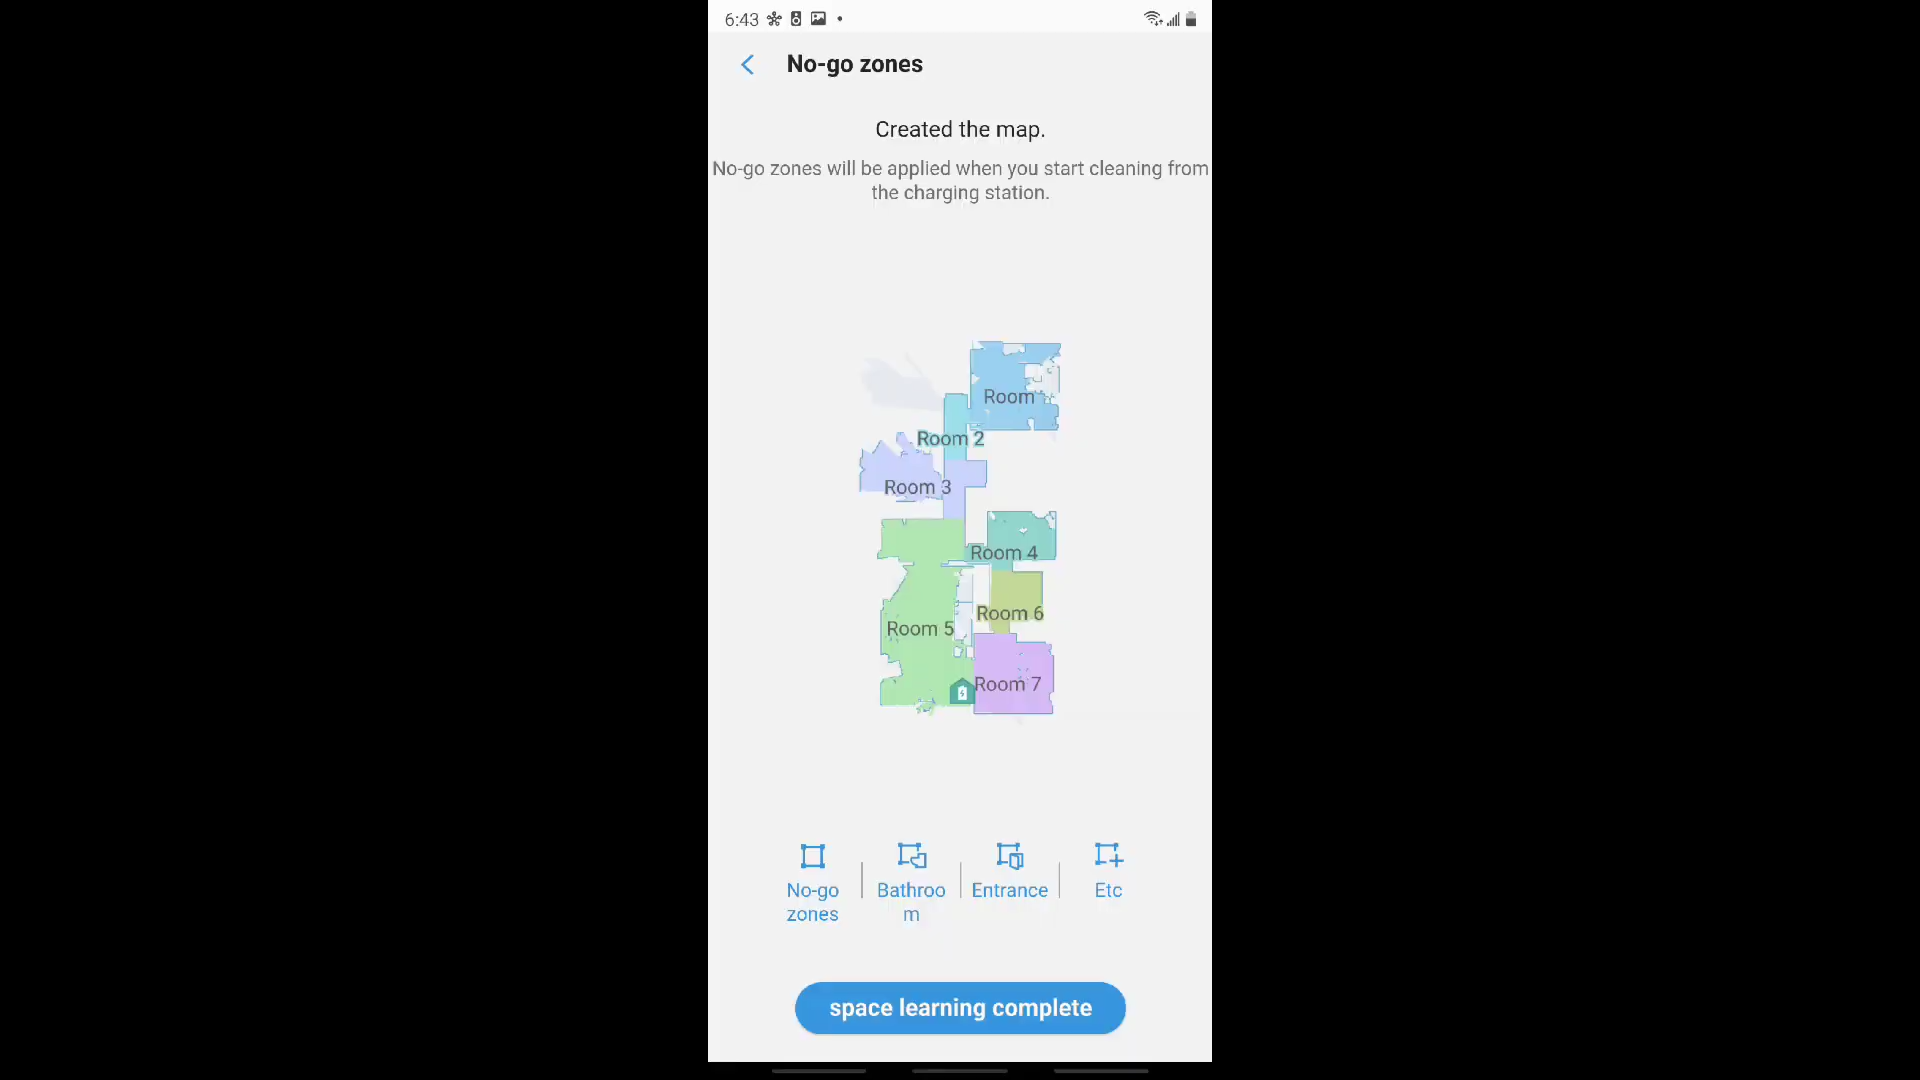 6:43
No-go zones
Created the map.
No-go zones will be applied when you start cleaning from
the charging station.
Room
Room 2
Room 3
Room 4
Room 6
Room 5
Room 7
No-go
zones
Bathroo
m
Entrance
Etc
space learning complete